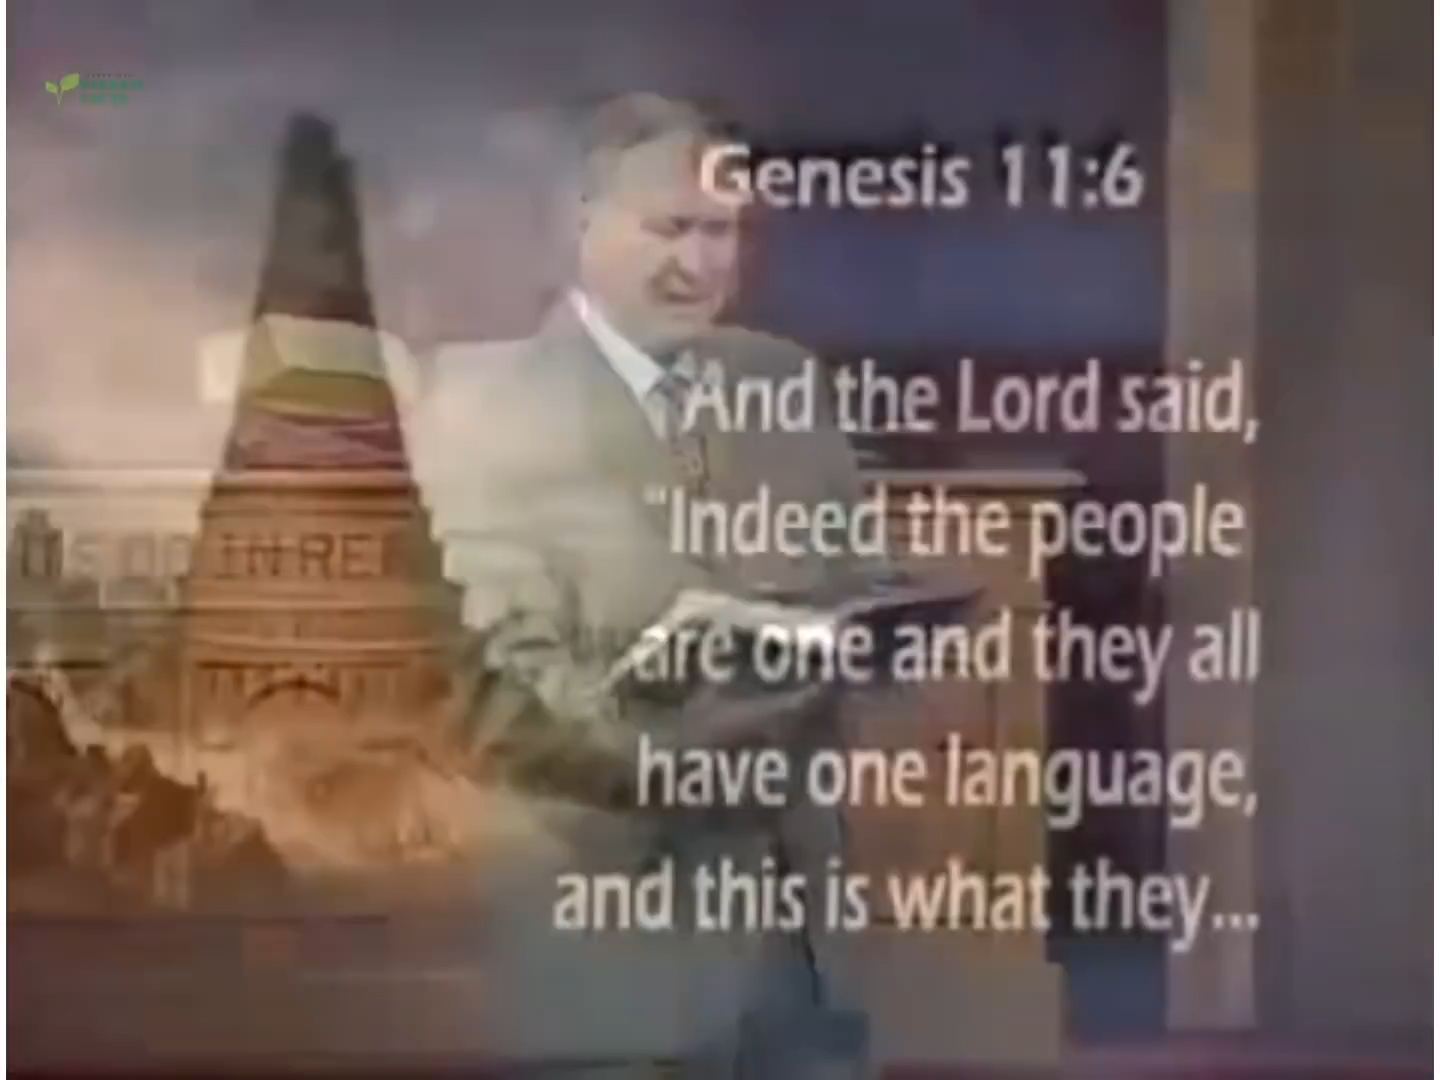 Genesis 11:6
"And the Lord said,
"Indeed the people
are one and they all
have one language,
and this is what they...